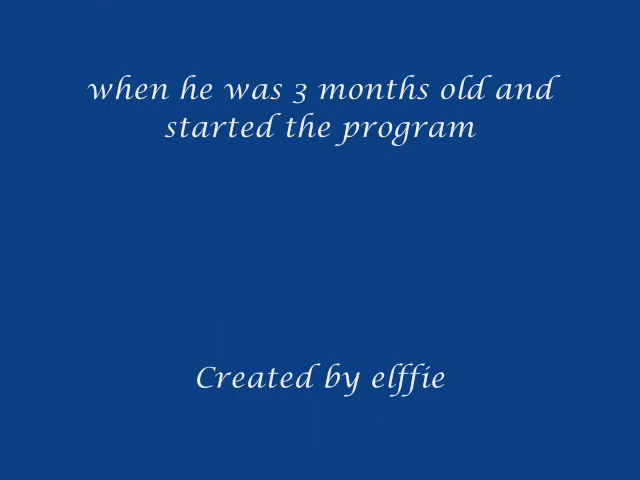 when he was 3 months old and
started the program
Created by elffie